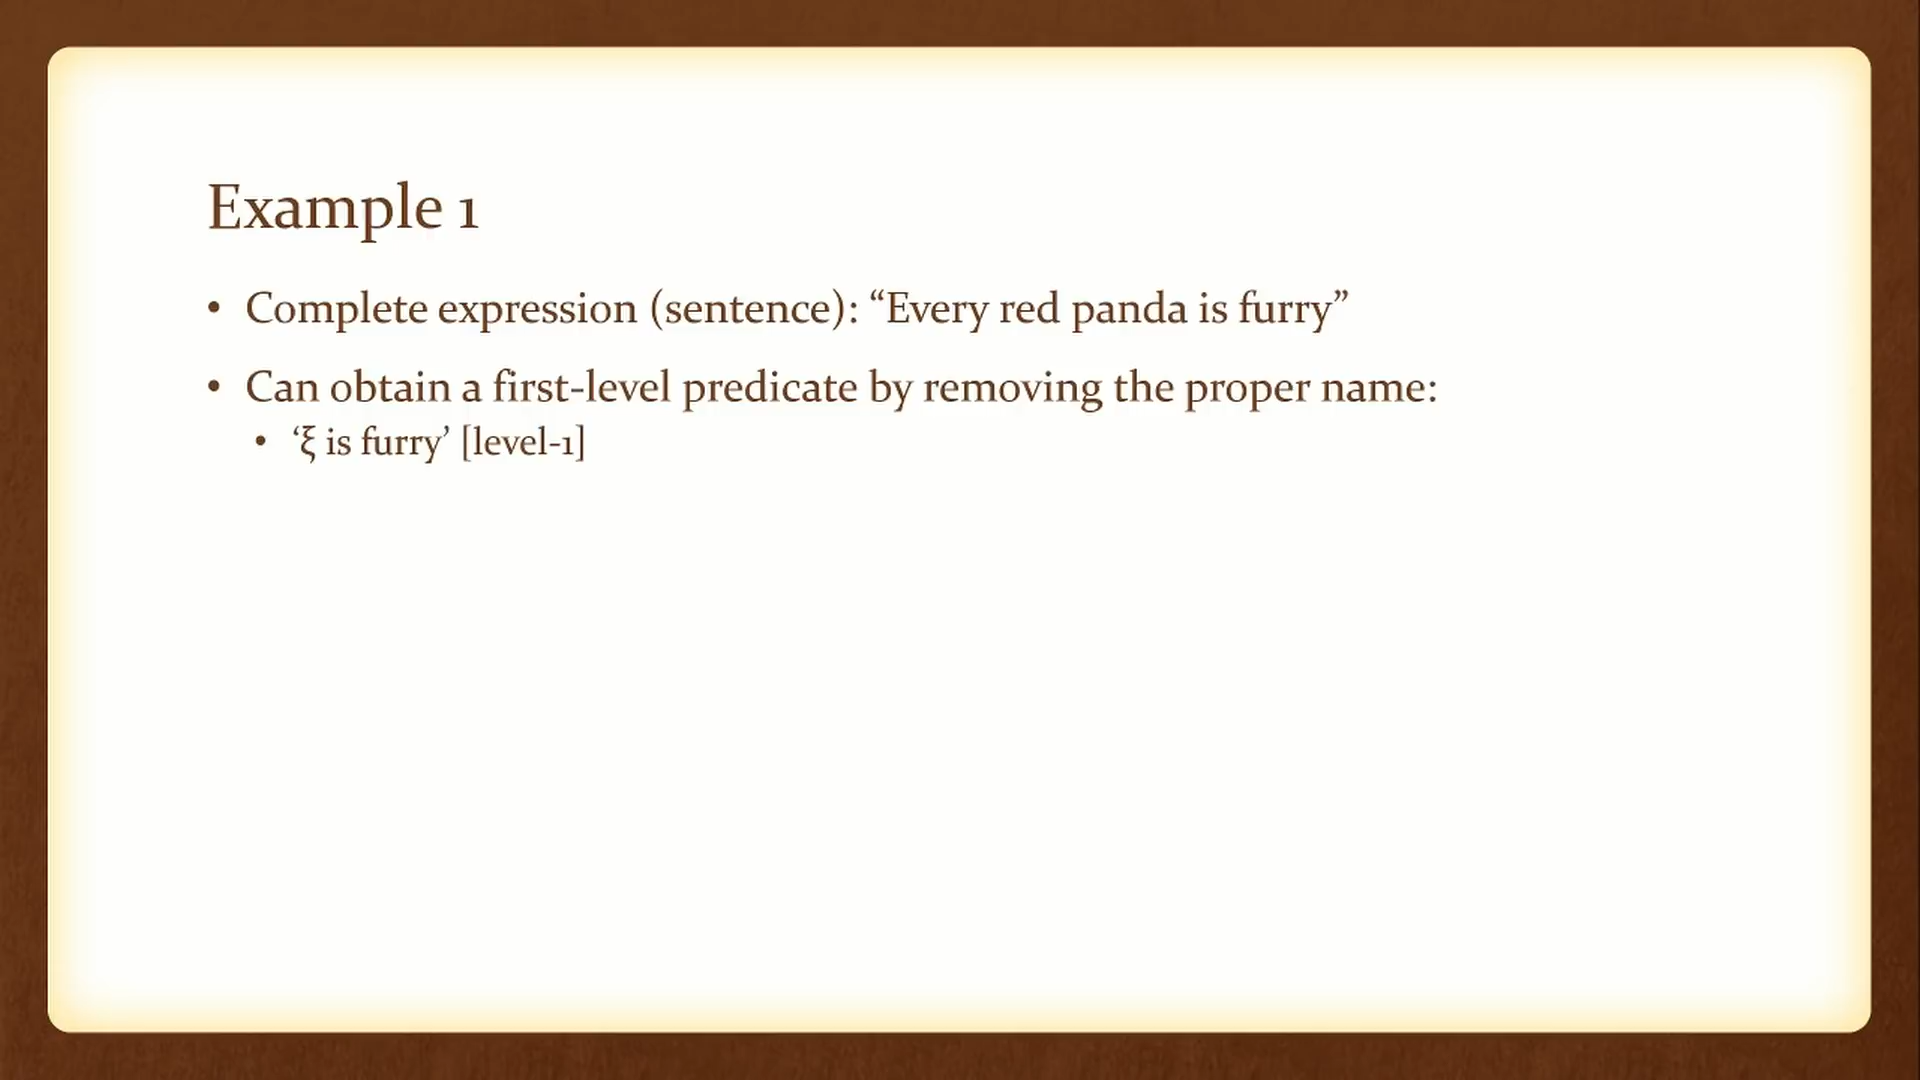 Example 1
• Complete expression (sentence): “Every red panda is furry”
• Can obtain a first-level predicate by removing the proper name:
• ‘ξ is furry’ [level-1]